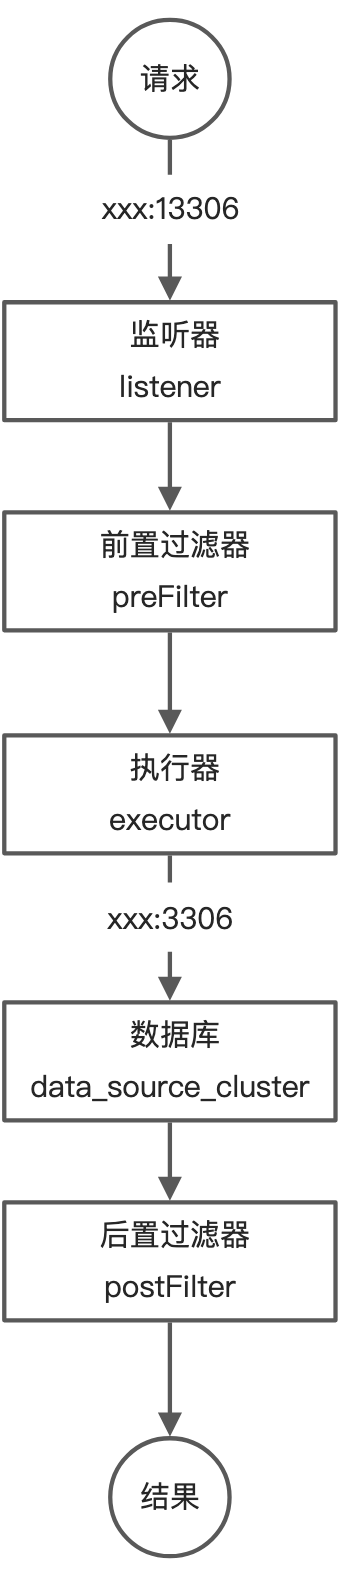 请求
xxx:13306
监听器
listener
前置过滤器
preFilter
执行器
executor
xxx:3306
数据库
data_source_cluster
后置过滤器
postFilter
结果